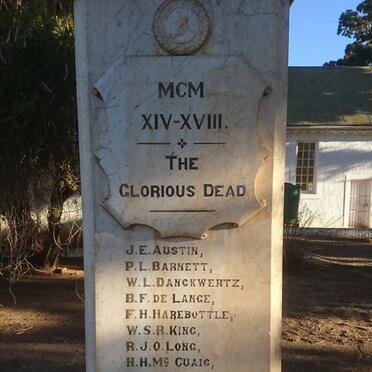 MCM
XIV-XVIII.
THE
GLORIOUS DEAD
J.E. AUSTIN,
P.L. BARNETT,
W.L. DANCKWERTZ,
B.F. DE LANGE,
F.H. HAREBOTTLE,
W.S.R. KING,
R.J.O. LONG,
H.H. Mc CUAIG,